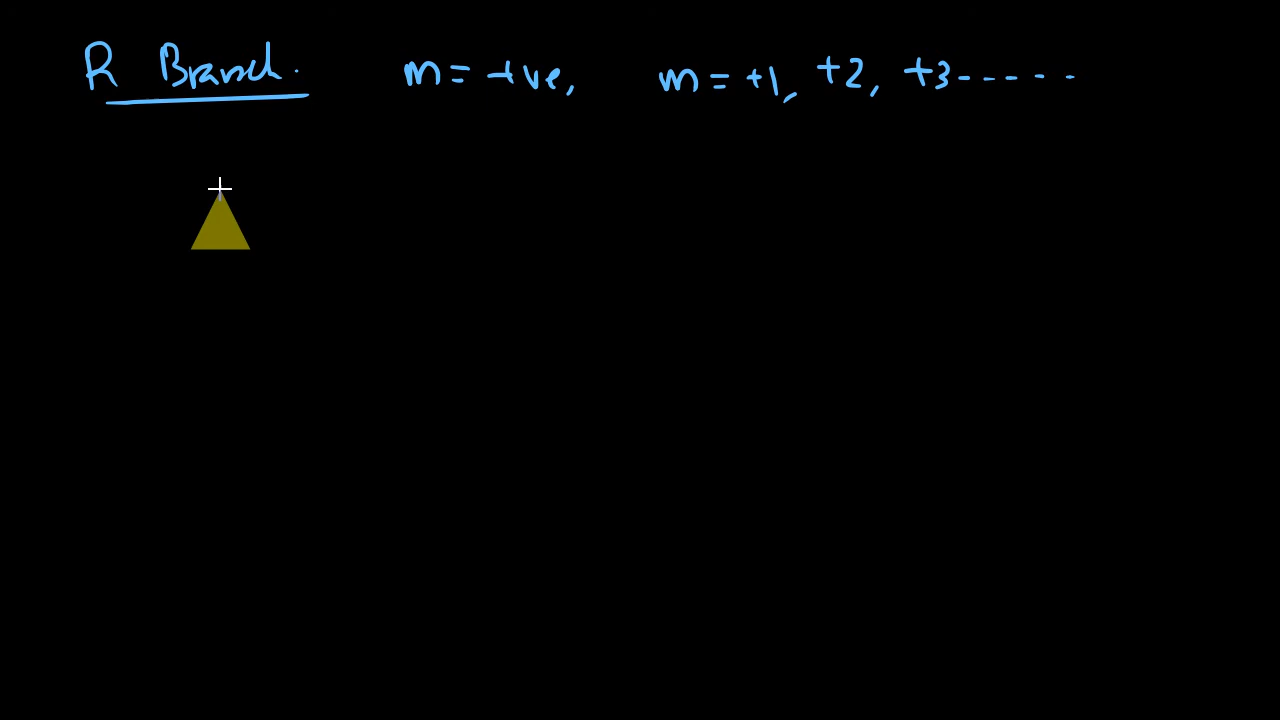 R Branch. m = +ve, m = +1, +2, +3------